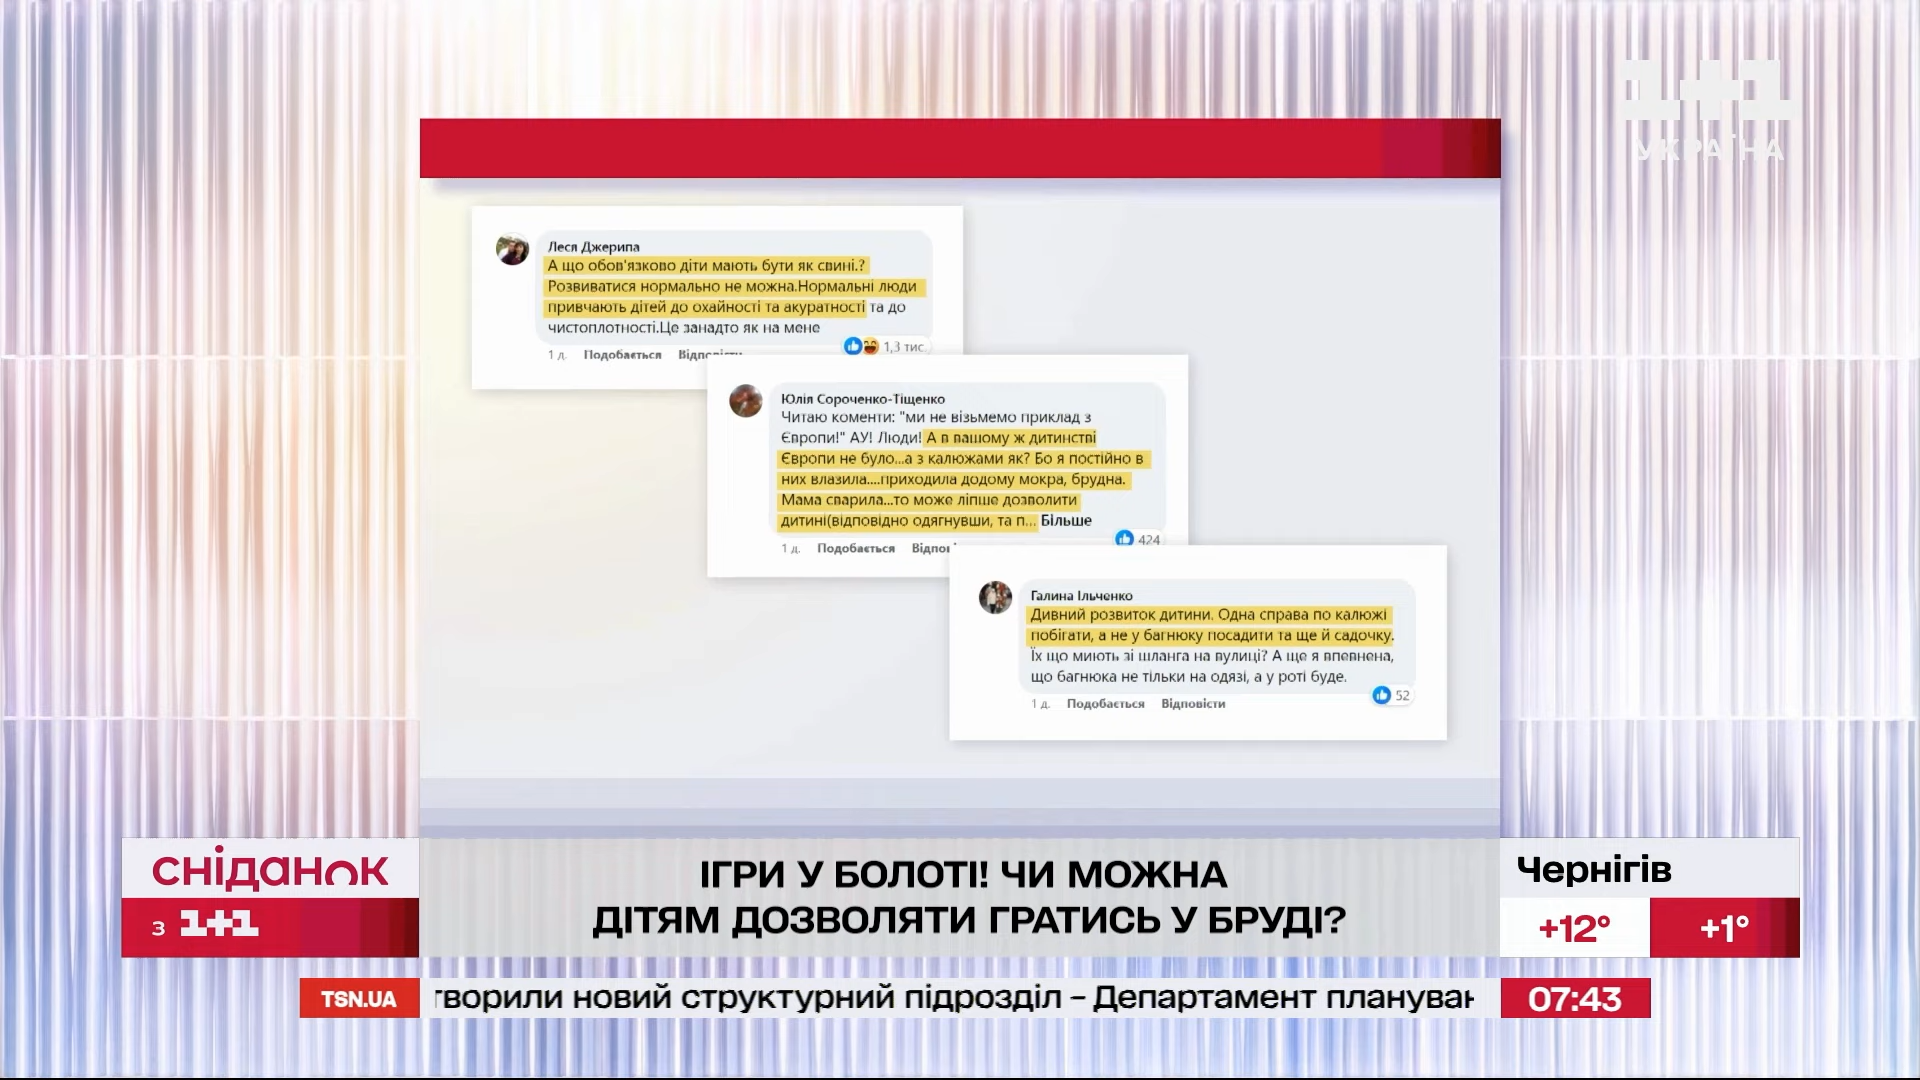 1+1
УКРАЇНА
Леся Джерипа
А що обов'язково діти мають бути як свині.?
Розвиватися нормально не можна.Нормальні люди
привчають дітей до охайності та акуратності та до
чистоплотності.Це занадто як на мене
1 д. Подобається Відповісти 1,3 тис.
Юлія Сороченко-Тіщенко
Читаю коменти: "ми не візьмемо приклад з
Європи!" АУ! Люди! А в вашому ж дитинстві
Європи не було...а з калюжами як? Бо я постійно в
них влазила....приходила додому мокра, брудна.
Мама сварила...то може ліпше дозволити
дитині(відповідно одягнувши, та п... Більше
1 д. Подобається 424
Галина Ільченко
Дивний розвиток дитини. Одна справа по калюжі
побігати, а не у багнюку посадити та ще й садочку.
Їх що миють зі шланга на вулиці? А ще я впевнена,
що багнюка не тільки на одязі, а у роті буде.
1 д. Подобається Відповісти 52
СНІДАНОК
З 1+1
ІГРИ У БОЛОТІ! ЧИ МОЖНА
ДІТЯМ ДОЗВОЛЯТИ ГРАТИСЬ У БРУДІ?
Чернігів
+12° +1°
TSN.UA
творили новий структурний підрозділ – Департамент плануван
07:43